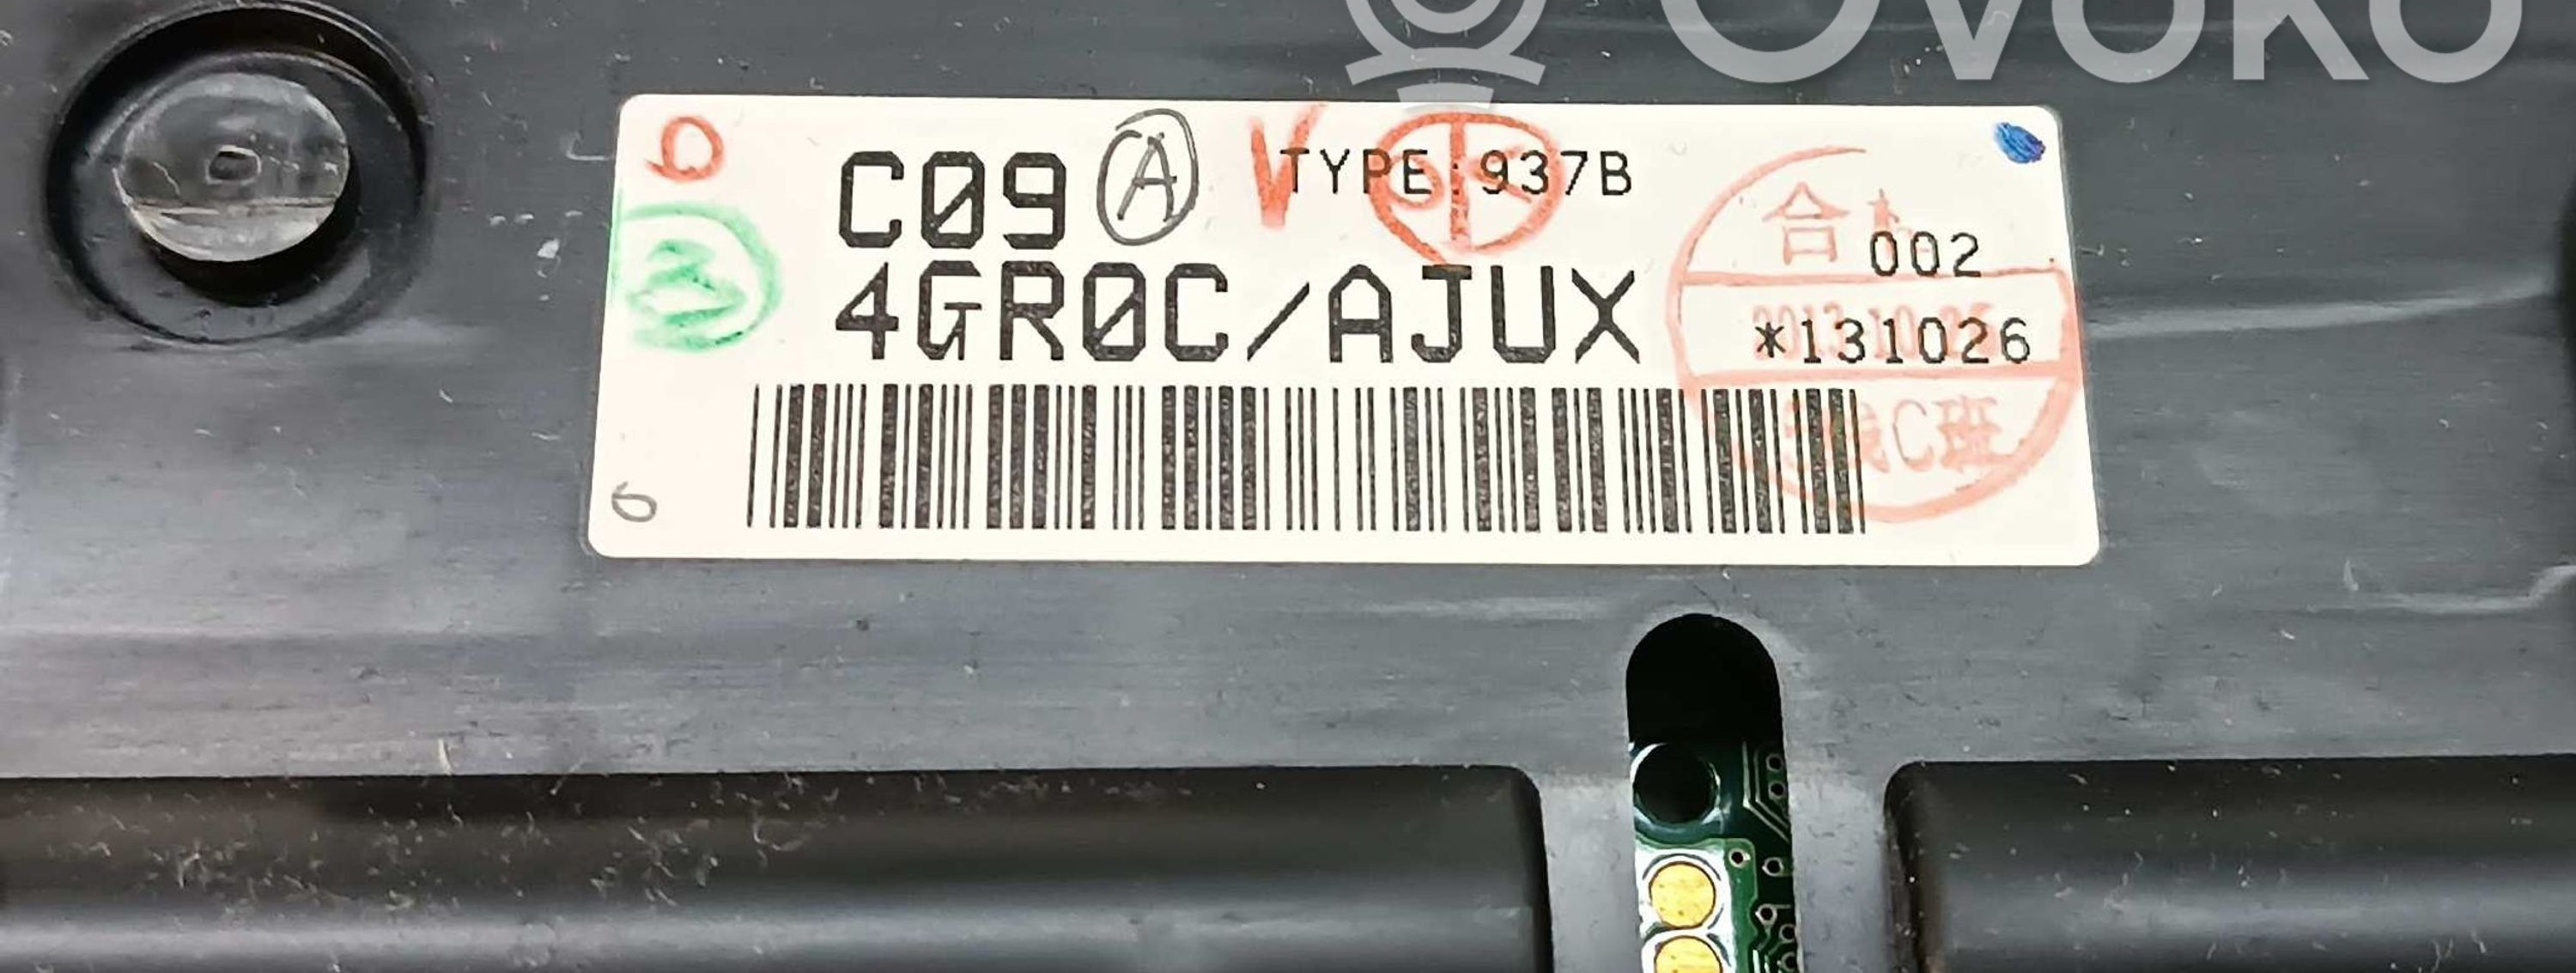 OVOKO
C09 A V TYPE:937B
4GR0C/AJUX
002
*131026
合
C班